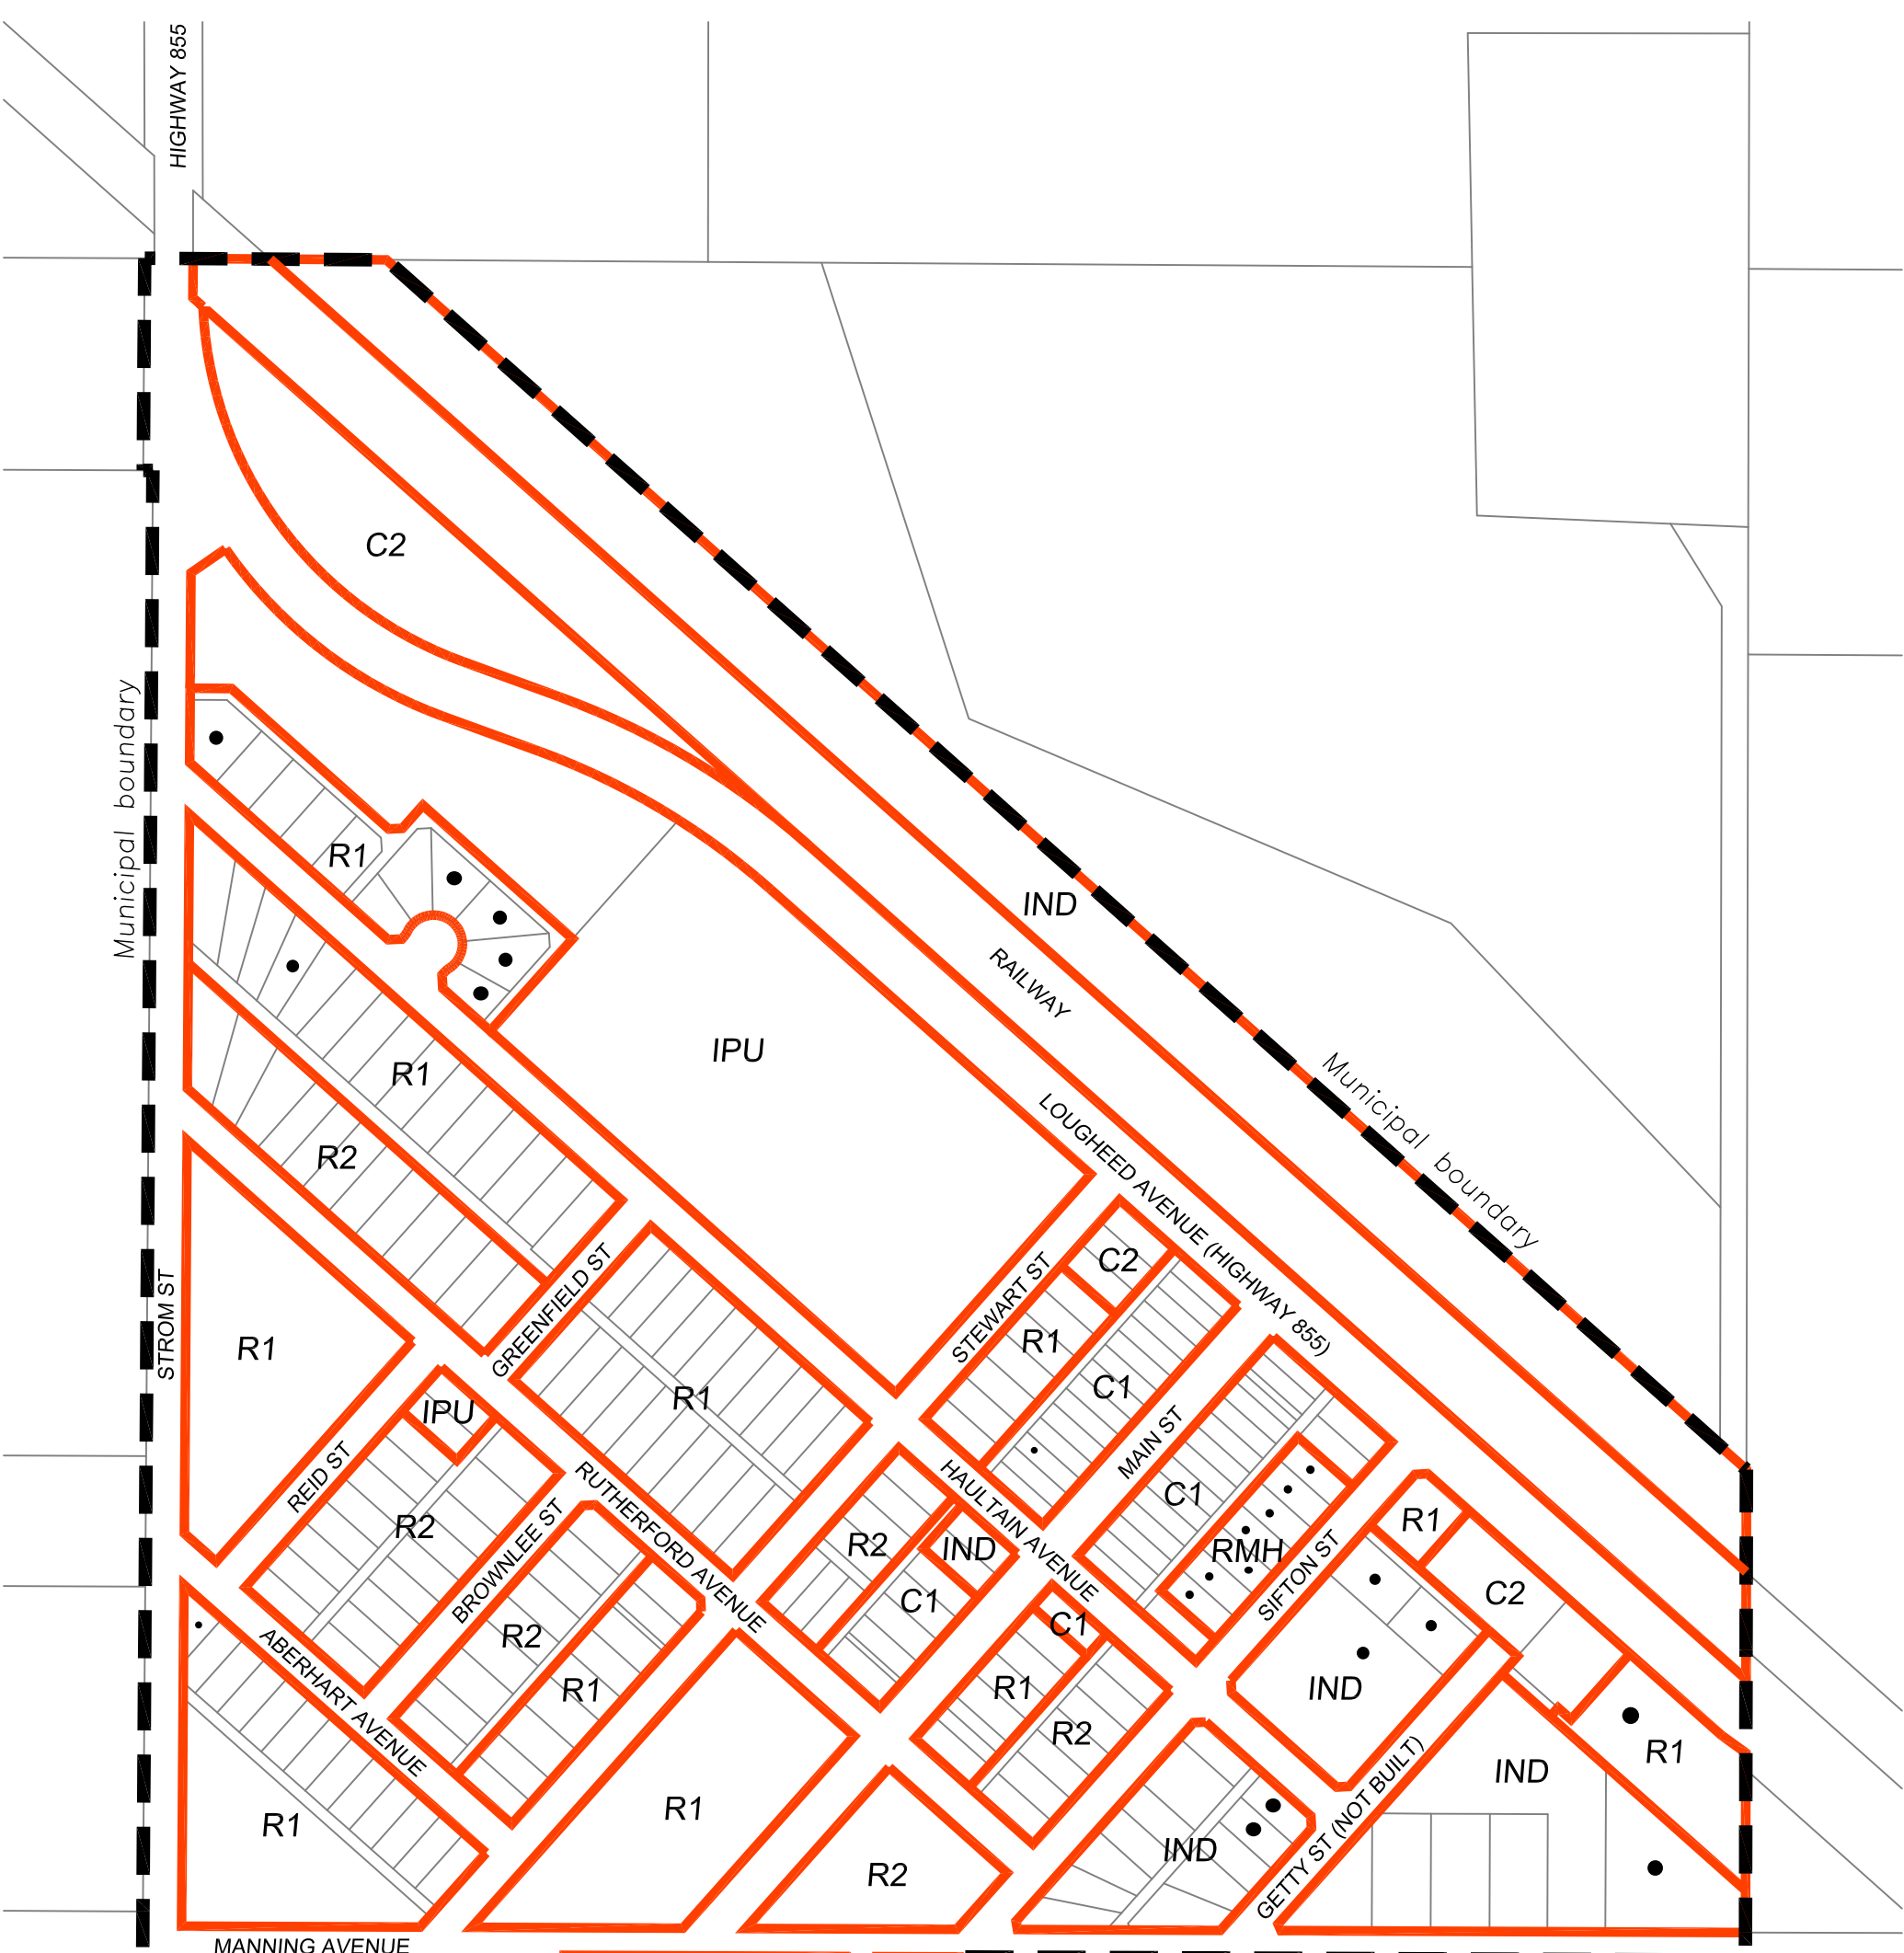 HIGHWAY 855
C2
Municipal boundary
R1
IND
RAILWAY
IPU
R1
Municipal boundary
LOUGHEED AVENUE (HIGHWAY 855)
R2
C2
STROM ST
GREENFIELD ST
STEWART ST
R1
R1
C1
R1
IPU
MAIN ST
REID ST
HAULTAIN AVENUE
C1
R1
R2
RUTHERFORD AVENUE
R2
IND
RMH
SIFTON ST
BROWNLEE ST
C1
C2
C1
ABERHART AVENUE
R2
R1
R1
IND
R2
R1
IND
R1
R1
GETTY ST (NOT BUILT)
IND
R2
MANNING AVENUE